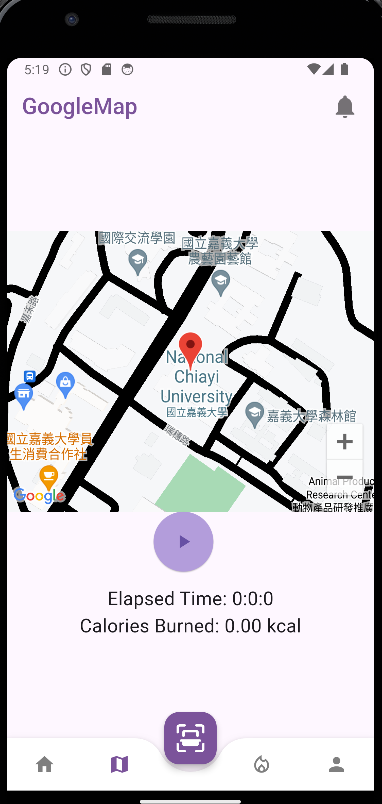 5:19
GoogleMap
國際交流學園
國立嘉義大學
農藝園藝館
National
Chiayi
University
國立嘉義大學
嘉義大學森林館
國立嘉義大學員
生消費合作社
Google
Animal Produc
Research Cente
動物產品研發推廣
Elapsed Time: 0:0:0
Calories Burned: 0.00 kcal